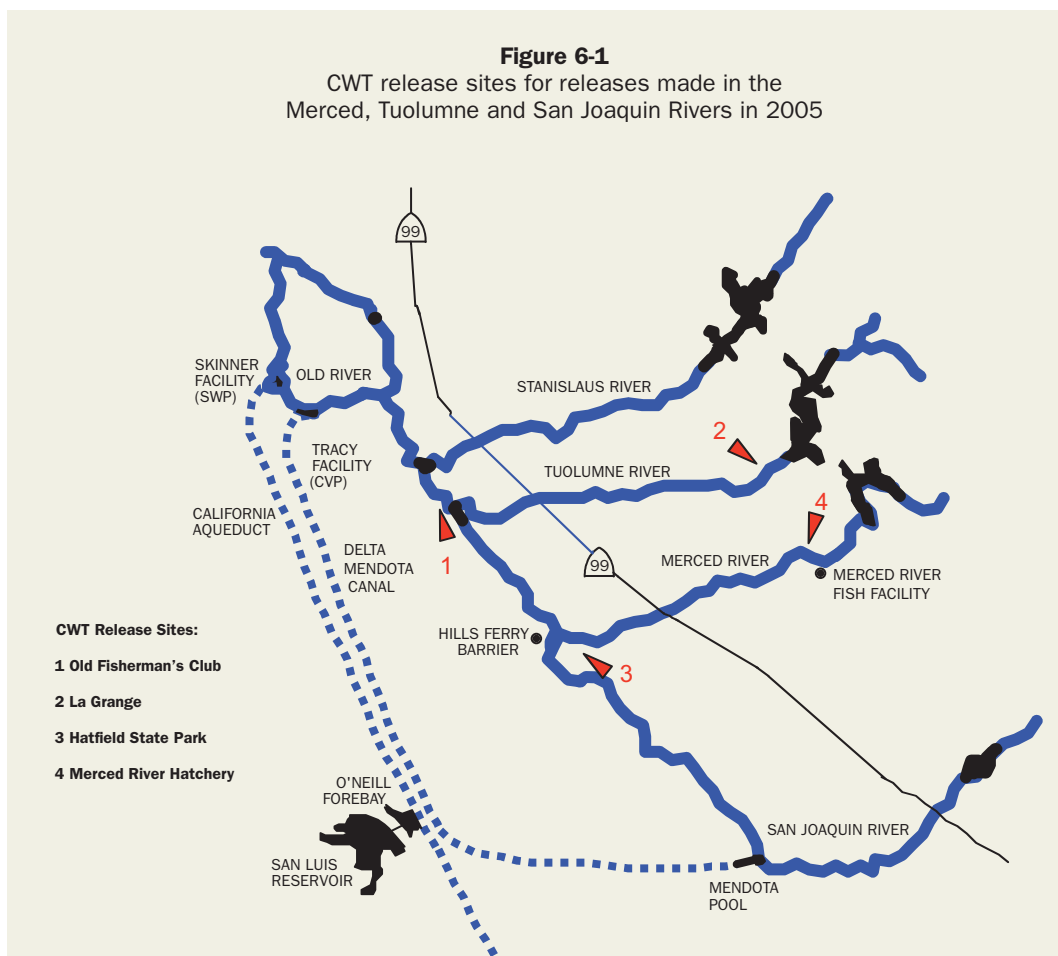 Figure 6-1
CWT release sites for releases made in the
Merced, Tuolumne and San Joaquin Rivers in 2005
99
SKINNER
FACILITY
(SWP)
OLD RIVER
STANISLAUS RIVER
2
TRACY
FACILITY
(CVP)
TUOLUMNE RIVER
CALIFORNIA
AQUEDUCT
4
1
DELTA
MENDOTA
CANAL
99
MERCED RIVER
MERCED RIVER
FISH FACILITY
HILLS FERRY
BARRIER
3
CWT Release Sites:
1 Old Fisherman's Club
2 La Grange
3 Hatfield State Park
4 Merced River Hatchery
O'NEILL
FOREBAY
SAN LUIS
RESERVOIR
SAN JOAQUIN RIVER
MENDOTA
POOL